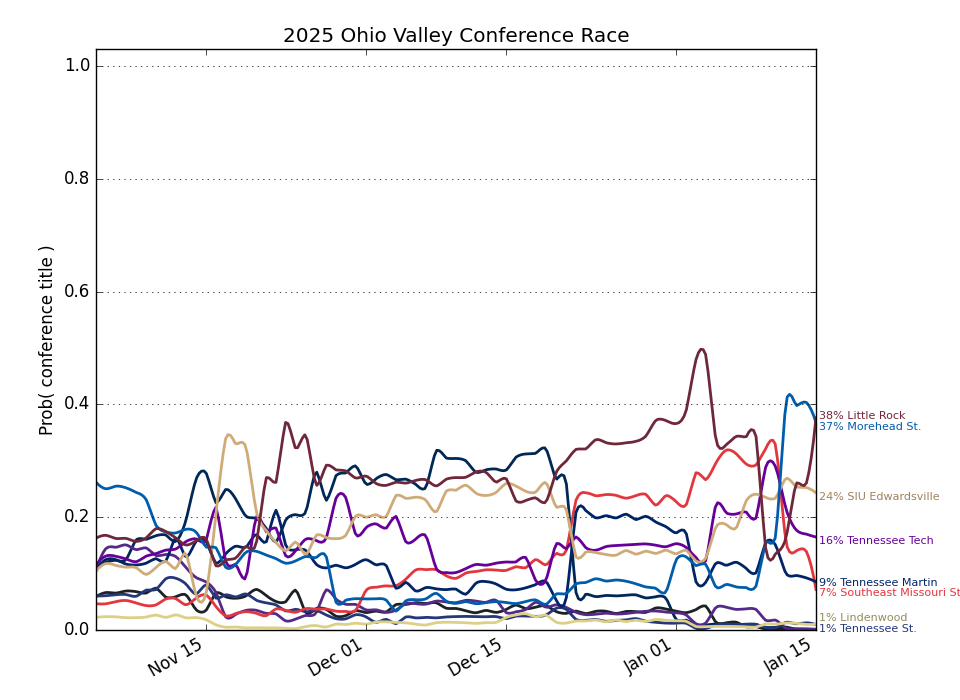 2025 Ohio Valley Conference Race
Prob( conference title )
1.0
0.8
0.6
0.4
0.2
0.0
Nov 15
Dec 01
Dec 15
Jan 01
Jan 15
38% Little Rock
37% Morehead St.
24% SIU Edwardsville
16% Tennessee Tech
9% Tennessee Martin
7% Southeast Missouri St
1% Lindenwood
1% Tennessee St.